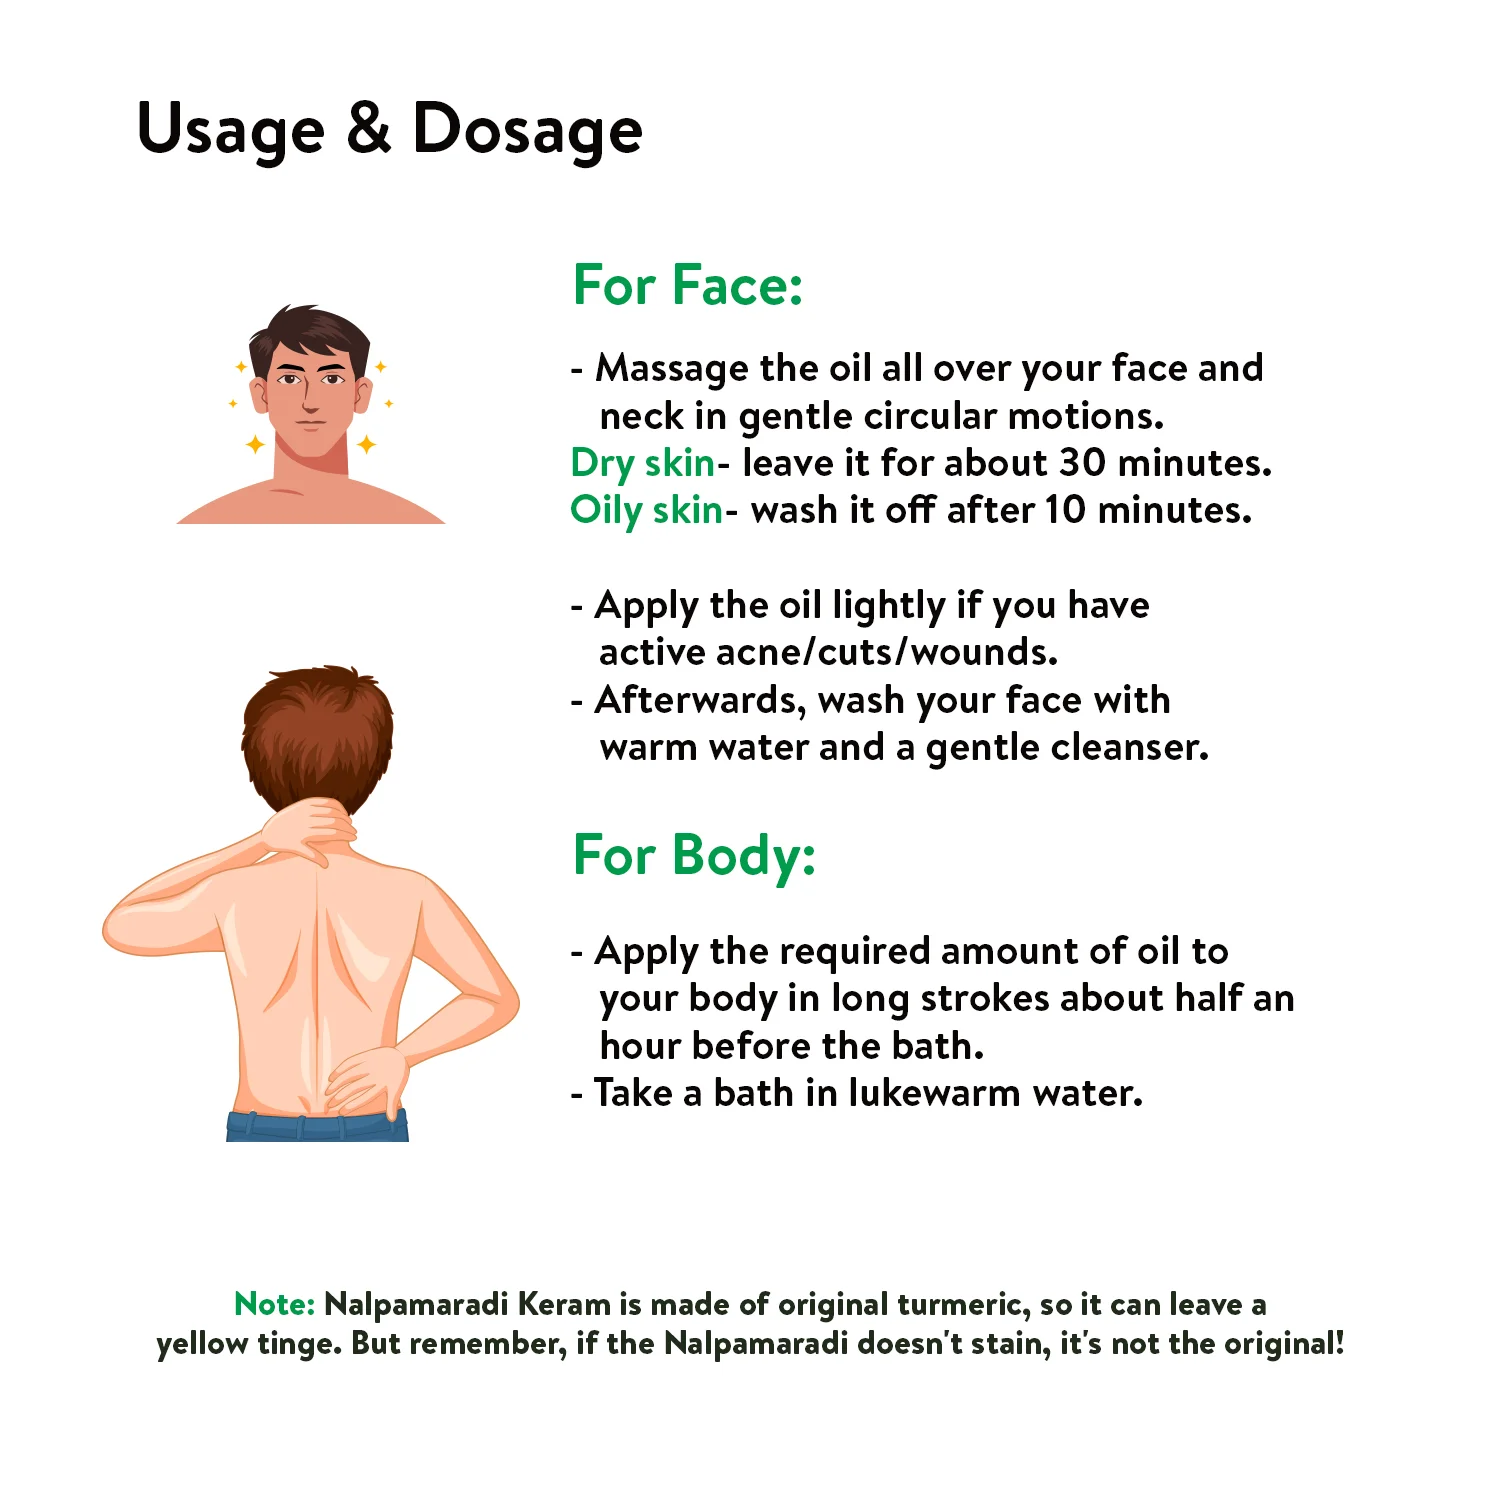 Usage & Dosage
For Face:
- Massage the oil all over your face and
neck in gentle circular motions.
Dry skin- leave it for about 30 minutes.
Oily skin- wash it off after 10 minutes.
- Apply the oil lightly if you have
active acne/cuts/wounds.
- Afterwards, wash your face with
warm water and a gentle cleanser.
For Body:
- Apply the required amount of oil to
your body in long strokes about half an
hour before the bath.
- Take a bath in lukewarm water.
Note: Nalpamaradi Keram is made of original turmeric, so it can leave a
yellow tinge. But remember, if the Nalpamaradi doesn't stain, it's not the original!